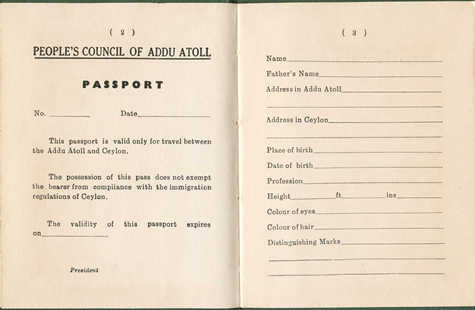 ( 2 )
PEOPLE'S COUNCIL OF ADDU ATOLL
PASSPORT
No. Date
This passport is valid only for travel between
the Addu Atoll and Ceylon.
The possession of this pass does not exempt
the bearer from compliance with the immigration
regulations of Ceylon.
The validity of this passport expires
on
President
( 3 )
Name
Father's Name
Address in Addu Atoll
Address in Ceylon
Place of birth
Date of birth
Profession
Height ft ins
Colour of eyes
Colour of hair
Distinguishing Marks